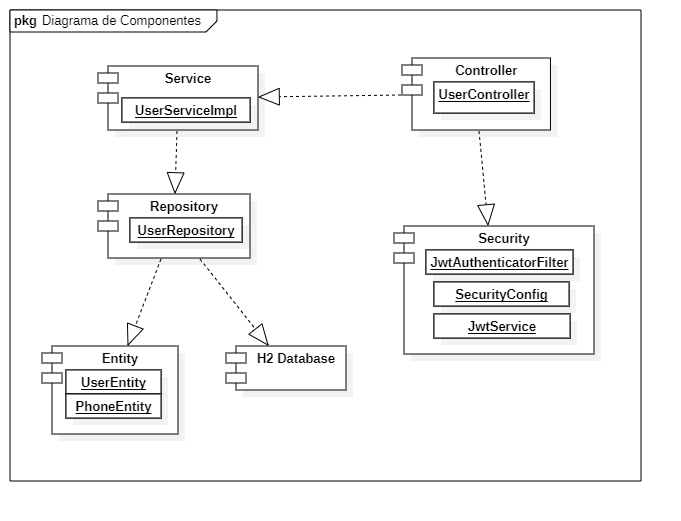 pkg Diagrama de Componentes
Service
UserServiceImpl
Controller
UserController
Repository
UserRepository
Security
JwtAuthenticatorFilter
SecurityConfig
JwtService
Entity
UserEntity
PhoneEntity
H2 Database